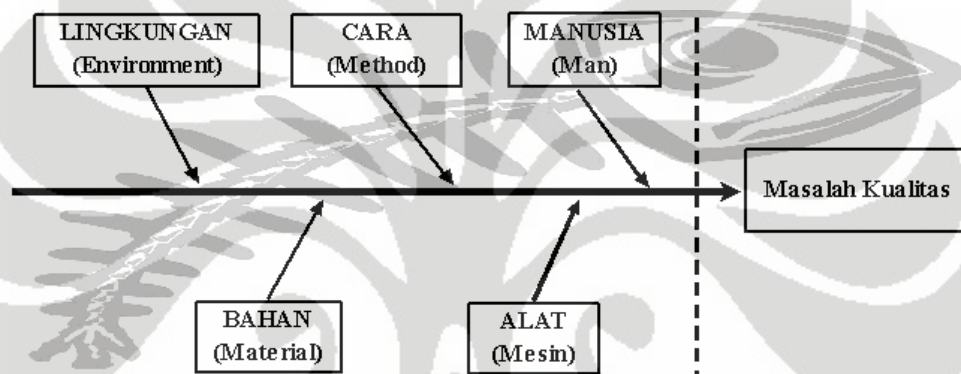 LINGKUNGAN
(Environment)
CARA
(Method)
MANUSIA
(Man)
Masalah Kualitas
BAHAN
(Material)
ALAT
(Mesin)